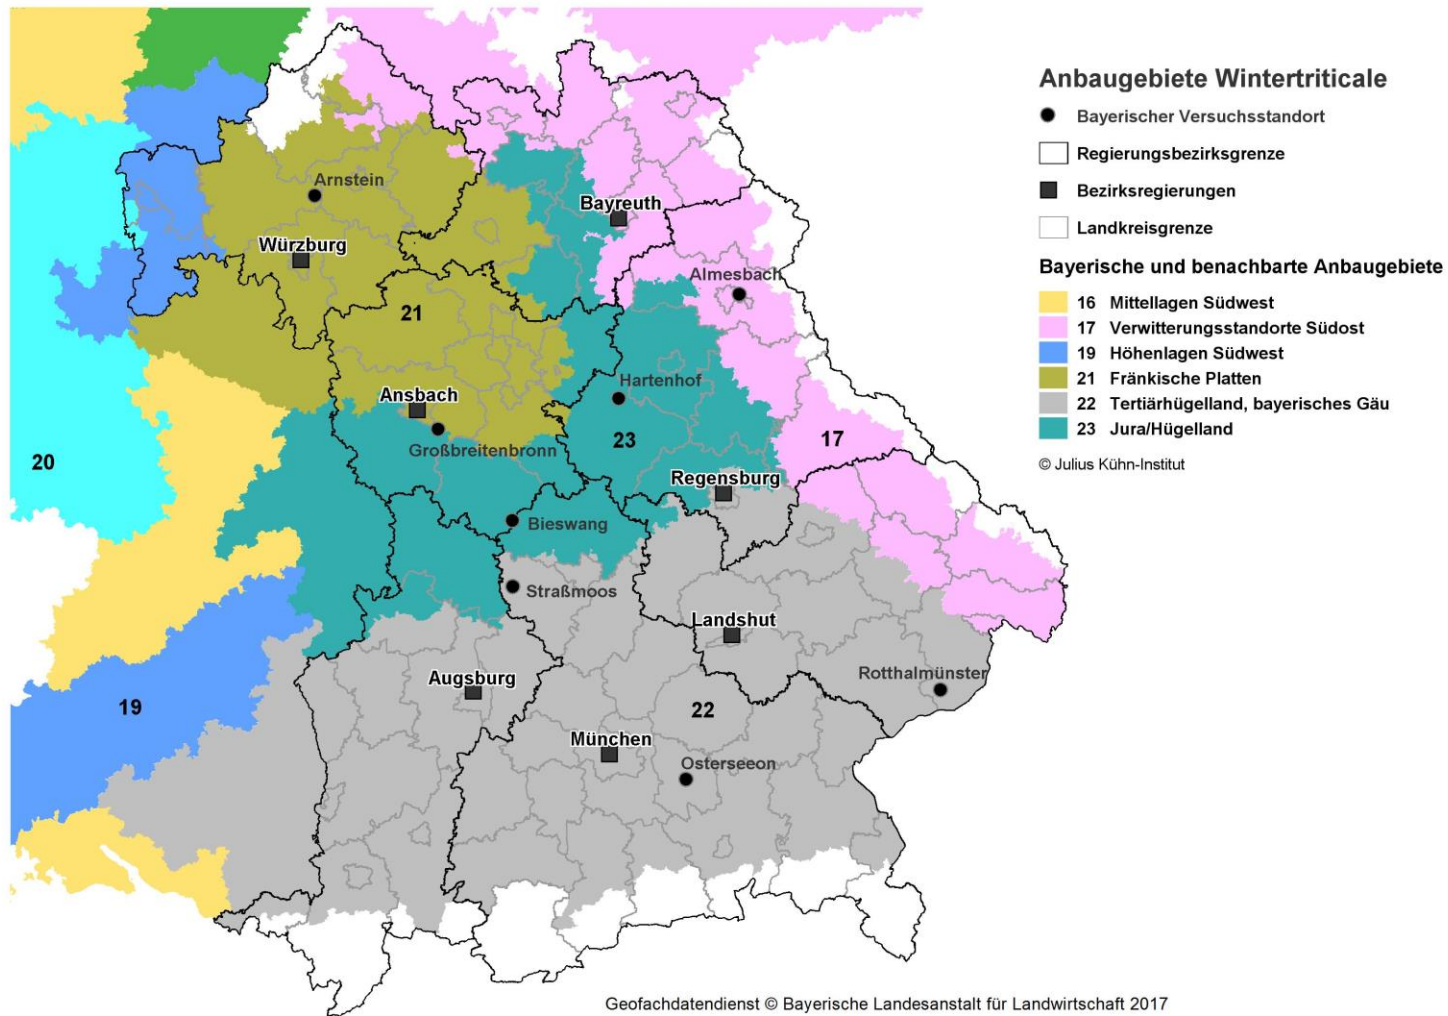 Anbaugebiete Wintertriticale
Bayerischer Versuchsstandort
Regierungsbezirksgrenze
Bezirksregierungen
Landkreisgrenze
Bayerische und benachbarte Anbaugebiete
16 Mittellagen Südwest
17 Verwitterungsstandorte Südost
19 Höhenlagen Südwest
21 Fränkische Platten
22 Tertiärhügelland, bayerisches Gäu
23 Jura/Hügelland
© Julius Kühn-Institut
Arnstein
Bayreuth
Würzburg
Almesbach
21
Hartenhof
Ansbach
23
17
Großbreitenbronn
20
Regensburg
Bieswang
Straßmoos
Landshut
Rotthalmünster
Augsburg
19
22
München
Osterseeon
Geofachdatendienst © Bayerische Landesanstalt für Landwirtschaft 2017